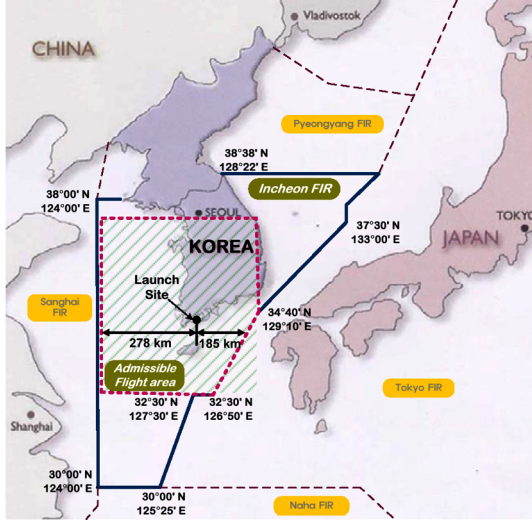 Vladivostok
CHINA
Pyeongyang FIR
38°38' N
128°22' E
Incheon FIR
38°00' N
124°00' E
SEOUL
37°30' N
133°00' E
TOKYO
KOREA
JAPAN
Launch
Site
Sanghai
FIR
34°40' N
129°10' E
278 km
185 km
Admissible
Flight area
Tokyo FIR
32°30' N
127°30' E
32°30' N
126°50' E
Shanghai
30°00' N
124°00' E
30°00' N
125°25' E
Naha FIR